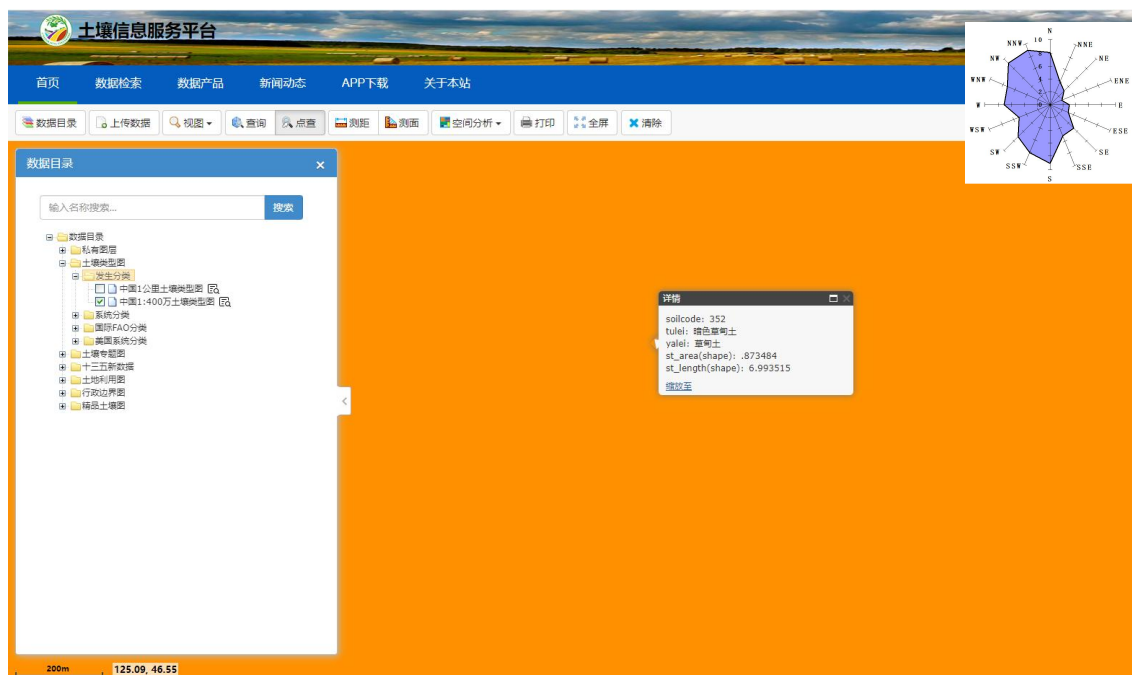 土壤信息服务平台
首页 数据检索 数据产品 新闻动态 APP下载 关于本站
数据目录 上传数据 视图 查询 点查 测距 测面 空间分析 打印 全屏 清除
N
NNE
NE
ENE
E
ESE
SE
SSE
S
SSW
SW
WSW
W
WNW
NW
NNW
10
8
6
4
2
0
数据目录 ×
输入名称搜索... 搜索
数据目录
私有图层
土壤类型图
发生分类
中国1公里土壤类型图
中国1:400万土壤类型图
系统分类
国际FAO分类
美国系统分类
土壤专题图
十三五新数据
土地利用图
行政边界图
精品土壤图
详情
soilcode: 352
tulei: 暗色草甸土
yalei: 草甸土
st_area(shape): .873484
st_length(shape): 6.993515
缩放至
200m 125.09, 46.55